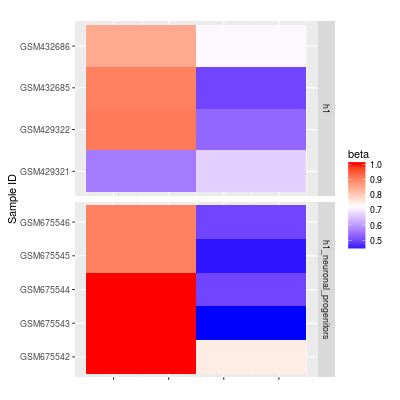 GSM432686
GSM432685
GSM429322
GSM429321
h1
Sample ID
GSM675546
GSM675545
GSM675544
GSM675543
GSM675542
h1_neuronal_progenitors
beta
1.0
0.9
0.8
0.7
0.6
0.5